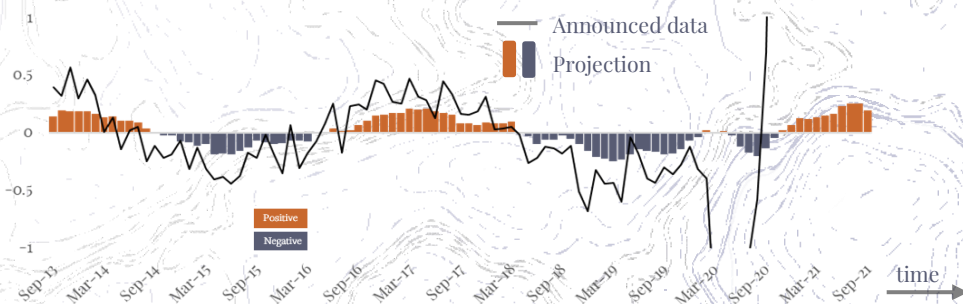 1
Announced data
Projection
0.5
0
-0.5
-1
Positive
Negative
Sep-13
Mar-14
Sep-14
Mar-15
Sep-15
Mar-16
Sep-16
Mar-17
Sep-17
Mar-18
Sep-18
Mar-19
Sep-19
Mar-20
Sep-20
Mar-21
Sep-21
time